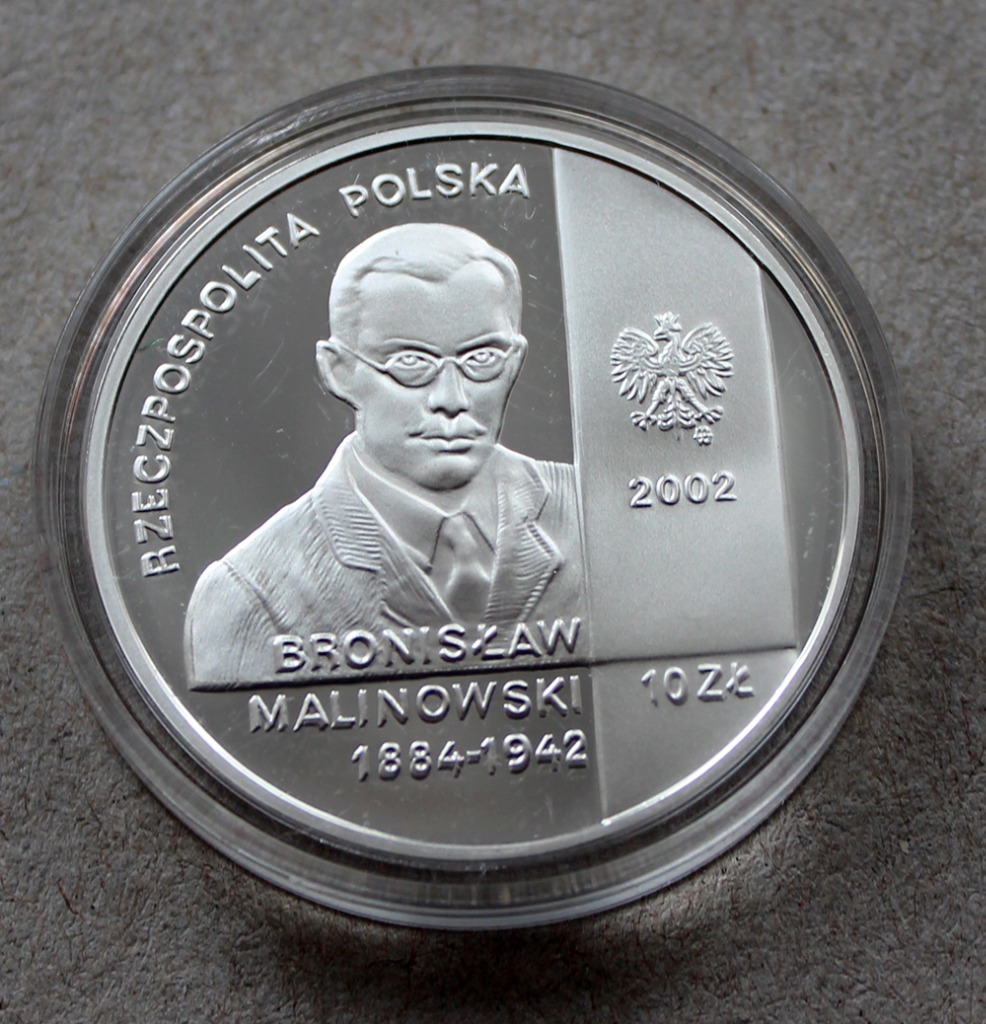 RZECZPOSPOLITA POLSKA
2002
BRONISŁAW
MALINOWSKI
1884-1942
10 ZŁ